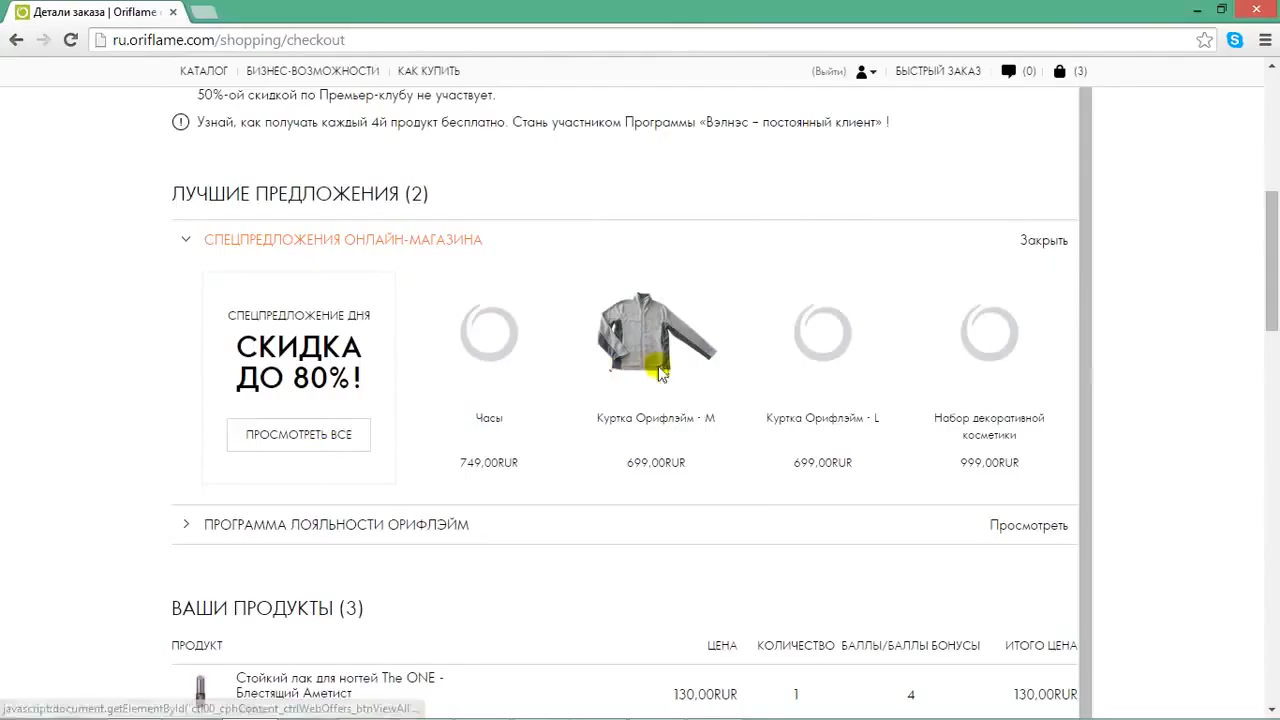 Детали заказа | Oriflame
ru.oriflame.com/shopping/checkout
КАТАЛОГ БИЗНЕС-ВОЗМОЖНОСТИ КАК КУПИТЬ (Выйти) БЫСТРЫЙ ЗАКАЗ (0) (3)
50%-ой скидкой по Премьер-клубу не участвует.
Узнай, как получать каждый 4й продукт бесплатно. Стань участником Программы «Вэлнэс – постоянный клиент» !
ЛУЧШИЕ ПРЕДЛОЖЕНИЯ (2)
СПЕЦПРЕДЛОЖЕНИЯ ОНЛАЙН-МАГАЗИНА Закрыть
СПЕЦПРЕДЛОЖЕНИЕ ДНЯ
СКИДКА
ДО 80%!
ПРОСМОТРЕТЬ ВСЕ
Часы Куртка Орифлэйм - M Куртка Орифлэйм - L Набор декоративной
косметики
749,00RUR 699,00RUR 699,00RUR 999,00RUR
ПРОГРАММА ЛОЯЛЬНОСТИ ОРИФЛЭЙМ Просмотреть
ВАШИ ПРОДУКТЫ (3)
ПРОДУКТ ЦЕНА КОЛИЧЕСТВО БАЛЛЫ/БАЛЛЫ БОНУСЫ ИТОГО ЦЕНА
Стойкий лак для ногтей The ONE -
Блестящий Аметист
130,00RUR 1 4 130,00RUR